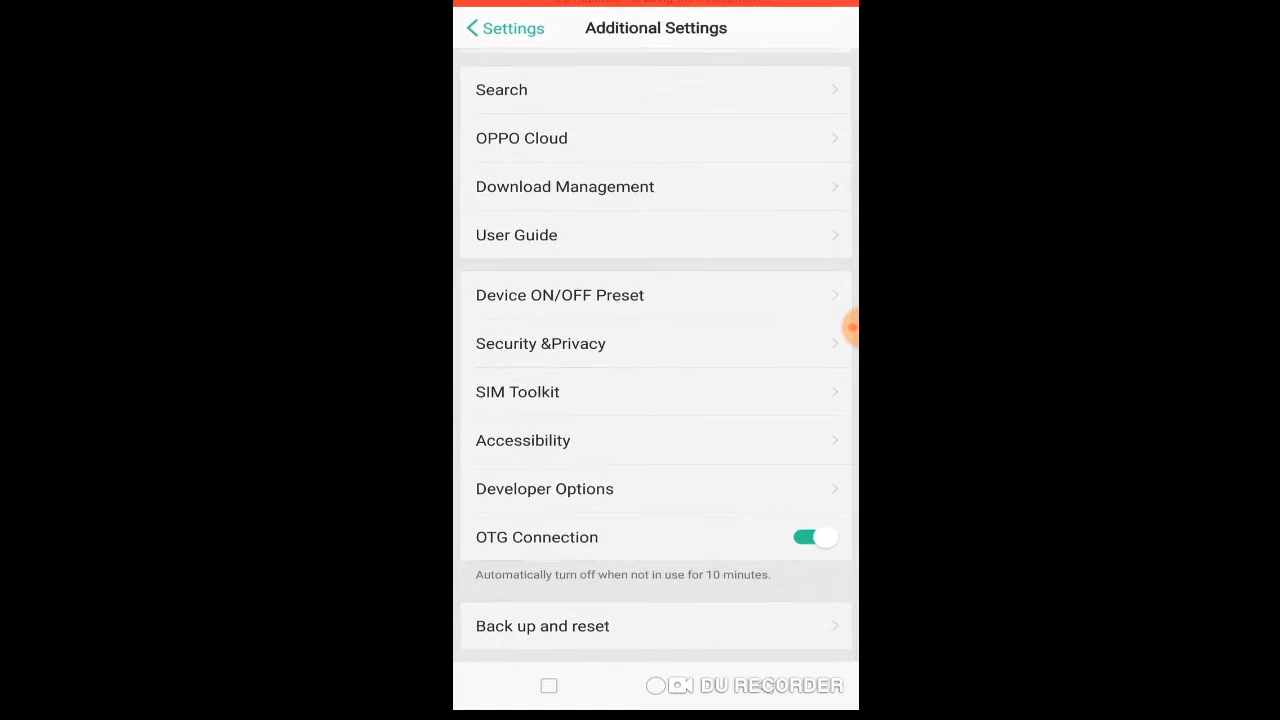 Settings
Additional Settings
Search
OPPO Cloud
Download Management
User Guide
Device ON/OFF Preset
Security &Privacy
SIM Toolkit
Accessibility
Developer Options
OTG Connection
Automatically turn off when not in use for 10 minutes.
Back up and reset
DU RECORDER